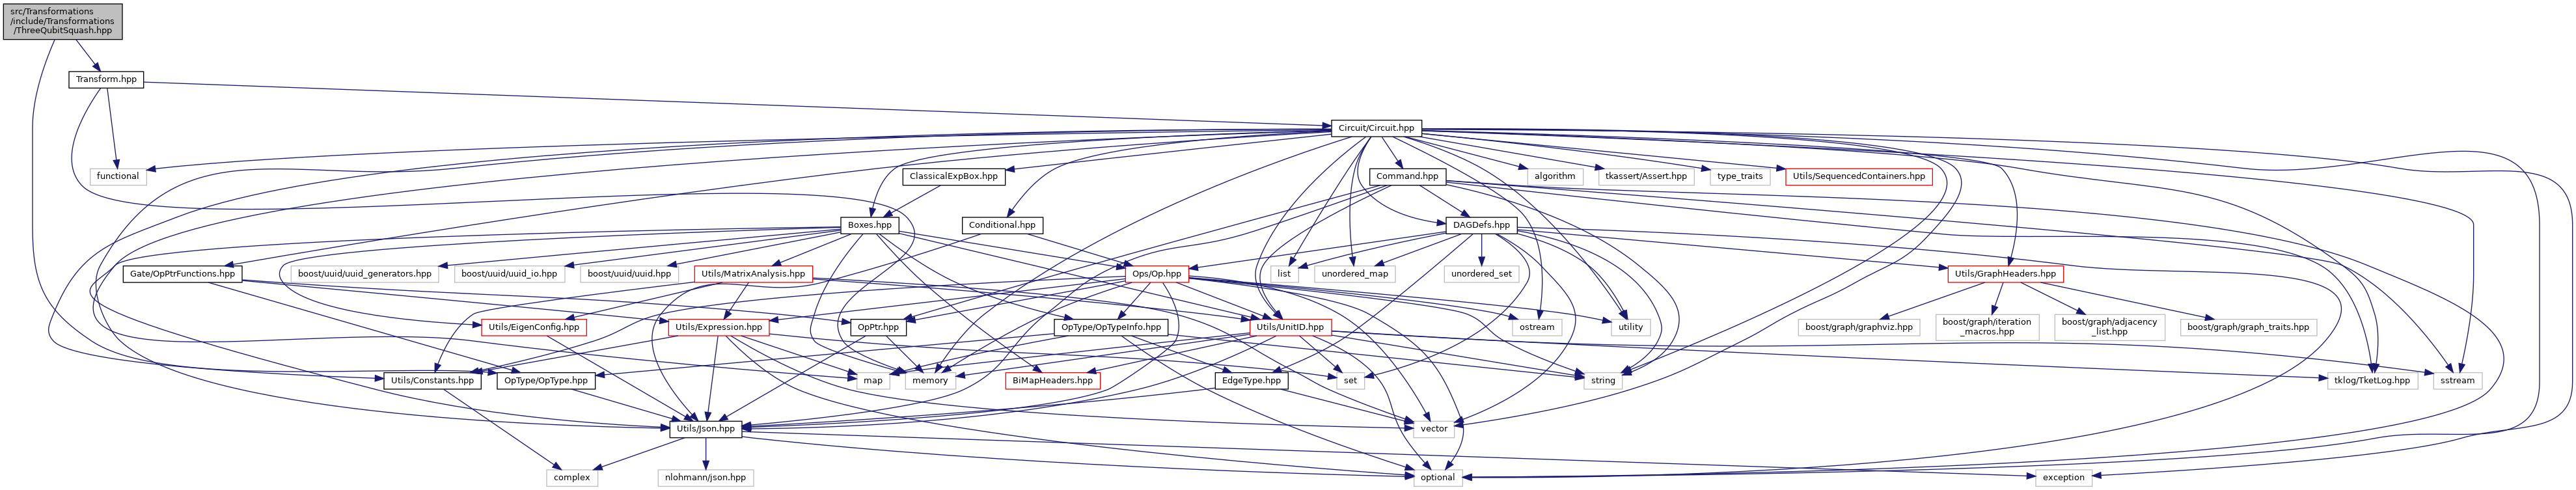 src/Transformations
/include/Transformations
/ThreeQubitSquash.hpp
Transform.hpp
Circuit/Circuit.hpp
functional
ClassicalExpBox.hpp
Command.hpp
algorithm
tkassert/Assert.hpp
type_traits
Utils/SequencedContainers.hpp
Boxes.hpp
Conditional.hpp
DAGDefs.hpp
Gate/OpPtrFunctions.hpp
boost/uuid/uuid_generators.hpp
boost/uuid/uuid_io.hpp
boost/uuid/uuid.hpp
Utils/MatrixAnalysis.hpp
Ops/Op.hpp
list
unordered_map
unordered_set
Utils/GraphHeaders.hpp
Utils/EigenConfig.hpp
Utils/Expression.hpp
OpPtr.hpp
OpType/OpTypeInfo.hpp
Utils/UnitID.hpp
ostream
utility
boost/graph/graphviz.hpp
boost/graph/iteration
_macros.hpp
boost/graph/adjacency
_list.hpp
boost/graph/graph_traits.hpp
Utils/Constants.hpp
OpType/OpType.hpp
map
memory
BiMapHeaders.hpp
EdgeType.hpp
set
string
tklog/TketLog.hpp
sstream
Utils/Json.hpp
vector
complex
nlohmann/json.hpp
optional
exception